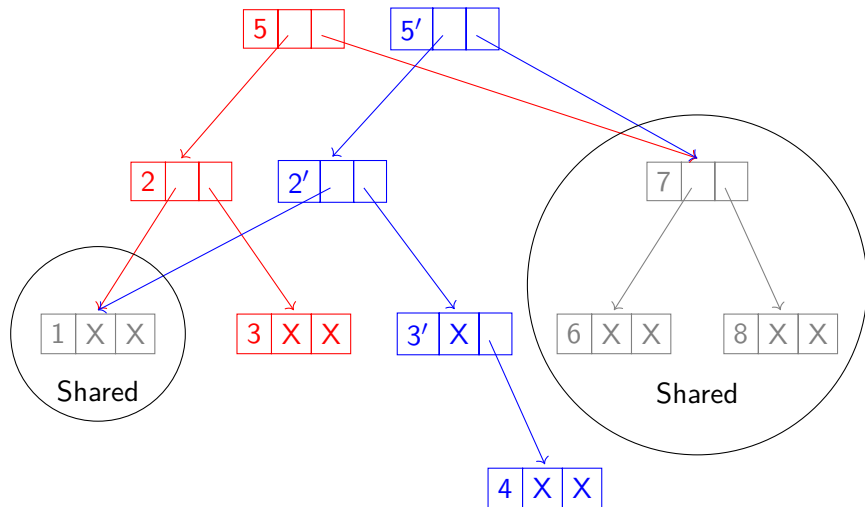 5 5′
2 2′ 7
1 X X 3 X X 3′ X 6 X X 8 X X
Shared Shared
4 X X